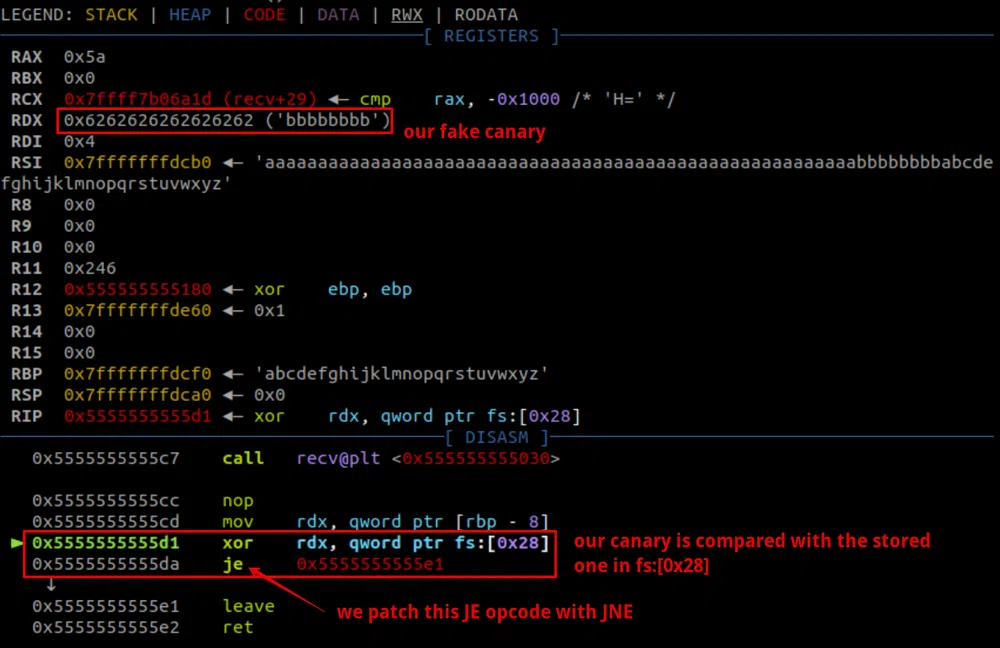 LEGEND: STACK | HEAP | CODE | DATA | RWX | RODATA
[ REGISTERS ]
RAX 0x5a
RBX 0x0
RCX 0x7ffff7b06a1d (recv+29) ◂— cmp rax, -0x1000 /* 'H=' */
RDX 0x6262626262626262 ('bbbbbbbb')
our fake canary
RDI 0x4
RSI 0x7fffffffdcb0 ◂— 'aaaaaaaaaaaaaaaaaaaaaaaaaaaaaaaaaaaaaaaaaaaaaaaaaaaaaaaabbbbbbbbabcde
fghijklmnopqrstuvwxyz'
R8 0x0
R9 0x0
R10 0x0
R11 0x246
R12 0x555555555180 ◂— xor ebp, ebp
R13 0x7fffffffde60 ◂— 0x1
R14 0x0
R15 0x0
RBP 0x7fffffffdcf0 ◂— 'abcdefghijklmnopqrstuvwxyz'
RSP 0x7fffffffdca0 ◂— 0x0
RIP 0x5555555555d1 ◂— xor rdx, qword ptr fs:[0x28]
[ DISASM ]
0x5555555555c7 call recv@plt <0x555555555030>
0x5555555555cc nop
0x5555555555cd mov rdx, qword ptr [rbp - 8]
► 0x5555555555d1 xor rdx, qword ptr fs:[0x28]
0x5555555555da je 0x5555555555e1
our canary is compared with the stored
one in fs:[0x28]
↓
0x5555555555e1 leave
we patch this JE opcode with JNE
0x5555555555e2 ret